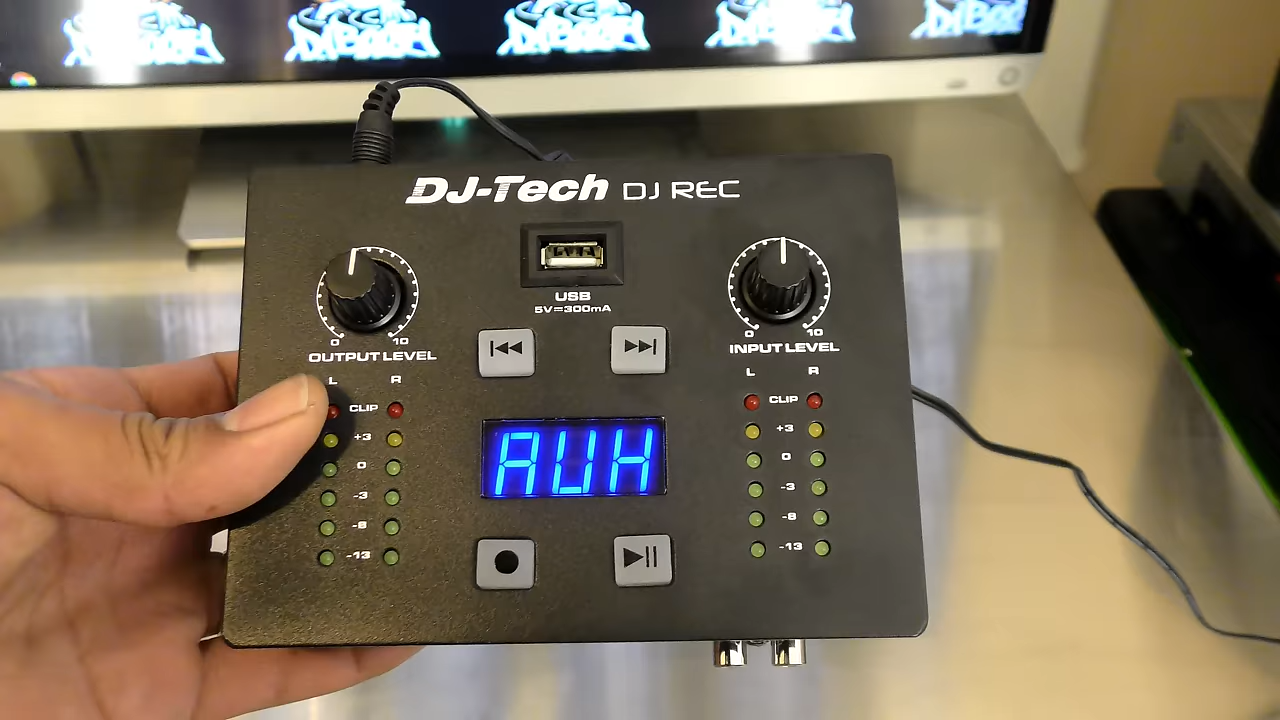 DJ-Tech DJ REC
USB
5V⎓300mA
0 10
OUTPUT LEVEL
0 10
INPUT LEVEL
L R
CLIP
+3
0
-3
-8
-13
AUH
L R
CLIP
+3
0
-3
-8
-13